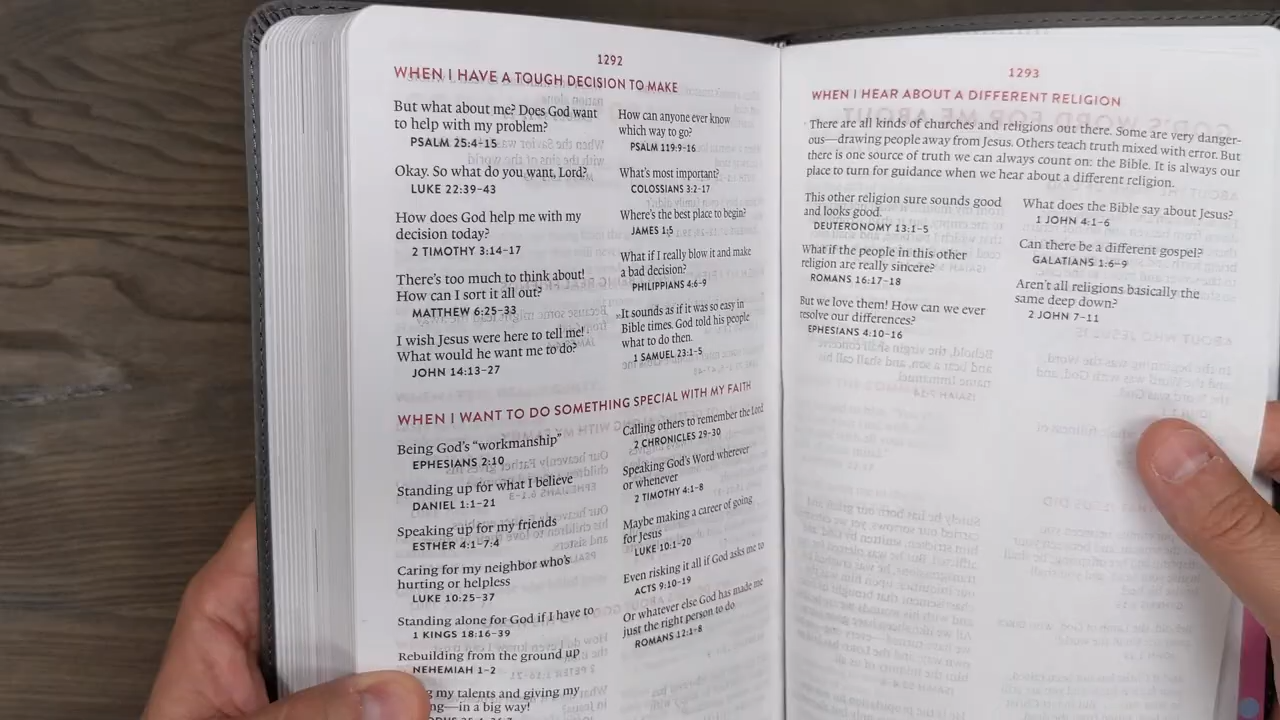 1292
WHEN I HAVE A TOUGH DECISION TO MAKE
But what about me? Does God want
to help with my problem?
PSALM 25:4–15
Okay. So what do you want, Lord?
LUKE 22:39–43
How does God help me with my
decision today?
2 TIMOTHY 3:14–17
There's too much to think about!
How can I sort it all out?
MATTHEW 6:25–33
I wish Jesus were here to tell me!
What would he want me to do?
JOHN 14:13–27
How can anyone ever know
which way to go?
PSALM 119:9–16
What's most important?
COLOSSIANS 3:2–17
Where's the best place to begin?
JAMES 1:5
What if I really blow it and make
a bad decision?
PHILIPPIANS 4:6–9
It sounds as if it was so easy in
Bible times. God told his people
what to do then.
1 SAMUEL 23:1–5
WHEN I WANT TO DO SOMETHING SPECIAL WITH MY FAITH
Being God's “workmanship”
EPHESIANS 2:10
Standing up for what I believe
DANIEL 1:1–21
Speaking up for my friends
ESTHER 4:1–7:4
Caring for my neighbor who's
hurting or helpless
LUKE 10:25–37
Standing alone for God if I have to
1 KINGS 18:16–39
Rebuilding from the ground up
NEHEMIAH 1–2
my talents and giving my
in a big way!
Calling others to remember the Lord
2 CHRONICLES 29–30
Speaking God's Word wherever
or whenever
2 TIMOTHY 4:1–8
Maybe making a career of going
for Jesus
LUKE 10:1–20
Even risking it all if God asks me to
ACTS 9:10–19
Or whatever else God has made me
just the right person to do
ROMANS 12:1–8
1293
WHEN I HEAR ABOUT A DIFFERENT RELIGION
There are all kinds of churches and religions out there. Some are very danger-
ous—drawing people away from Jesus. Others teach truth mixed with error. But
there is one source of truth we can always count on: the Bible. It is always our
place to turn for guidance when we hear about a different religion.
This other religion sure sounds good
and looks good.
DEUTERONOMY 13:1–5
What if the people in this other
religion are really sincere?
ROMANS 16:17–18
But we love them! How can we ever
resolve our differences?
EPHESIANS 4:10–16
What does the Bible say about Jesus?
1 JOHN 4:1–6
Can there be a different gospel?
GALATIANS 1:6–9
Aren't all religions basically the
same deep down?
2 JOHN 7–11